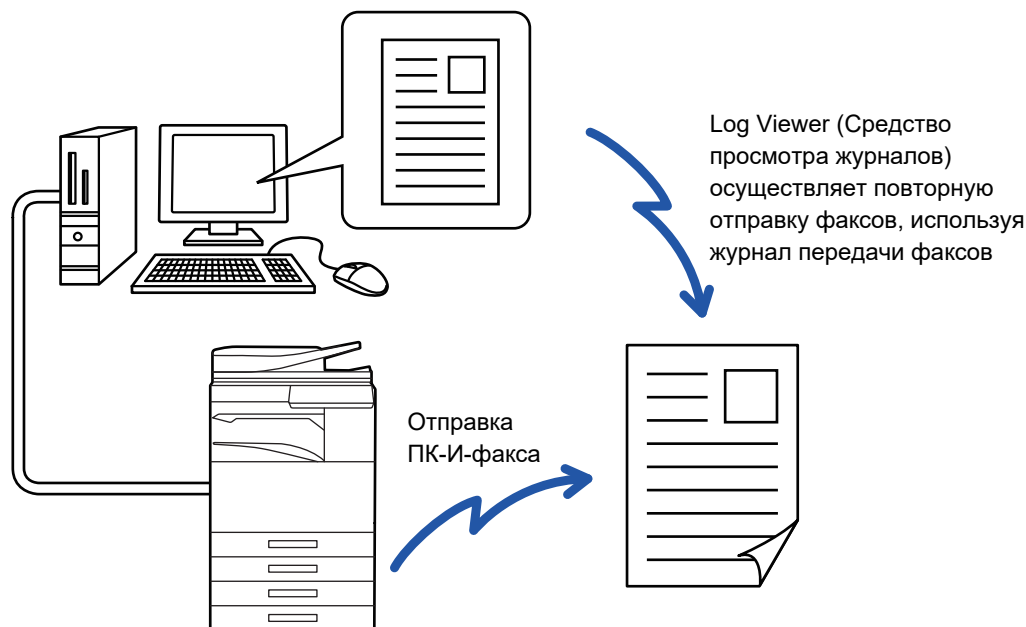 Log Viewer (Средство
просмотра журналов)
осуществляет повторную
отправку факсов, используя
журнал передачи факсов
Отправка
ПК-И-факса